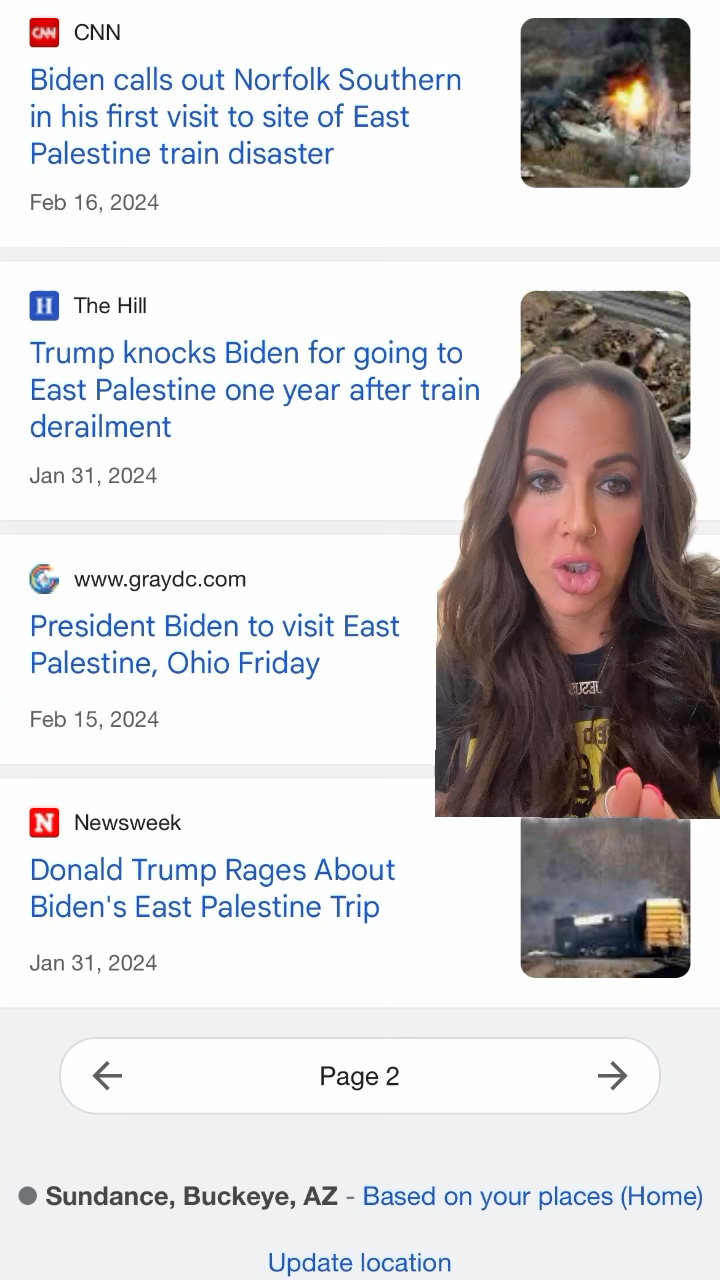 CNN
CNN
Biden calls out Norfolk Southern
in his first visit to site of East
Palestine train disaster
Feb 16, 2024
H
The Hill
Trump knocks Biden for going to
East Palestine one year after train
derailment
Jan 31, 2024
www.graydc.com
President Biden to visit East
Palestine, Ohio Friday
Feb 15, 2024
N
Newsweek
Donald Trump Rages About
Biden's East Palestine Trip
Jan 31, 2024
Page 2
Sundance, Buckeye, AZ - Based on your places (Home)
Update location